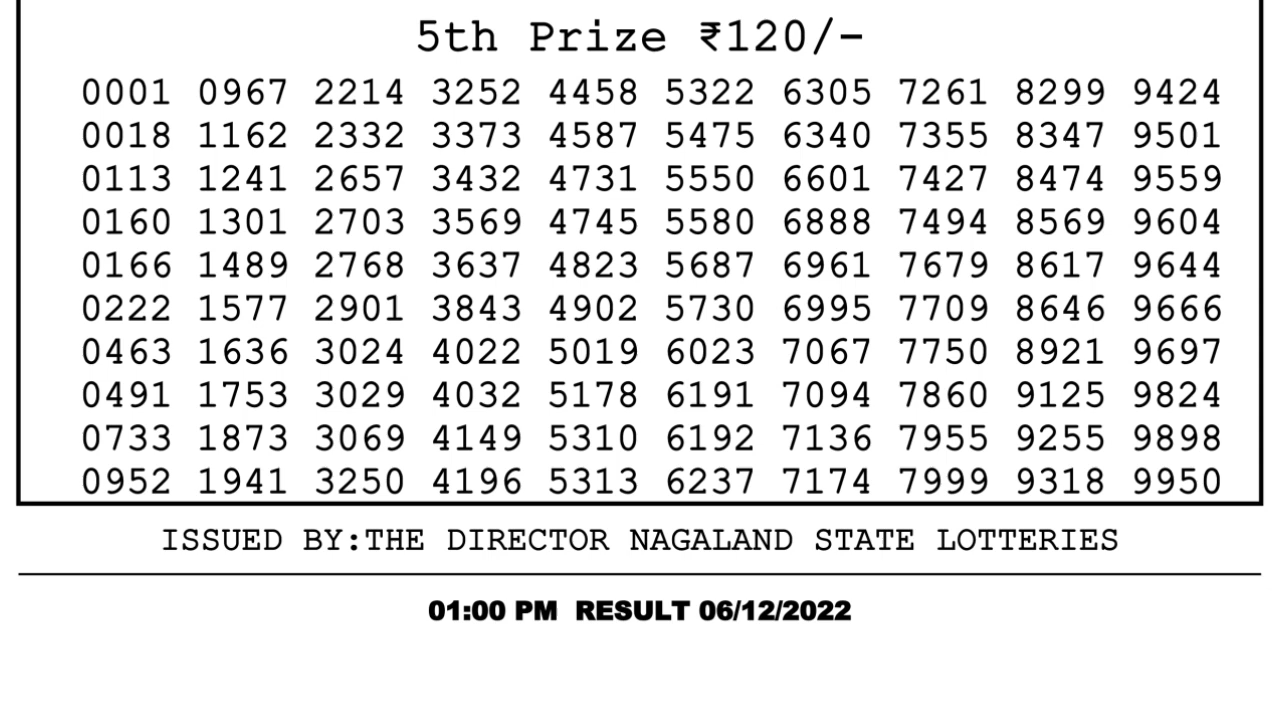 5th Prize ₹120/-
0001 0967 2214 3252 4458 5322 6305 7261 8299 9424
0018 1162 2332 3373 4587 5475 6340 7355 8347 9501
0113 1241 2657 3432 4731 5550 6601 7427 8474 9559
0160 1301 2703 3569 4745 5580 6888 7494 8569 9604
0166 1489 2768 3637 4823 5687 6961 7679 8617 9644
0222 1577 2901 3843 4902 5730 6995 7709 8646 9666
0463 1636 3024 4022 5019 6023 7067 7750 8921 9697
0491 1753 3029 4032 5178 6191 7094 7860 9125 9824
0733 1873 3069 4149 5310 6192 7136 7955 9255 9898
0952 1941 3250 4196 5313 6237 7174 7999 9318 9950
ISSUED BY:THE DIRECTOR NAGALAND STATE LOTTERIES
01:00 PM RESULT 06/12/2022